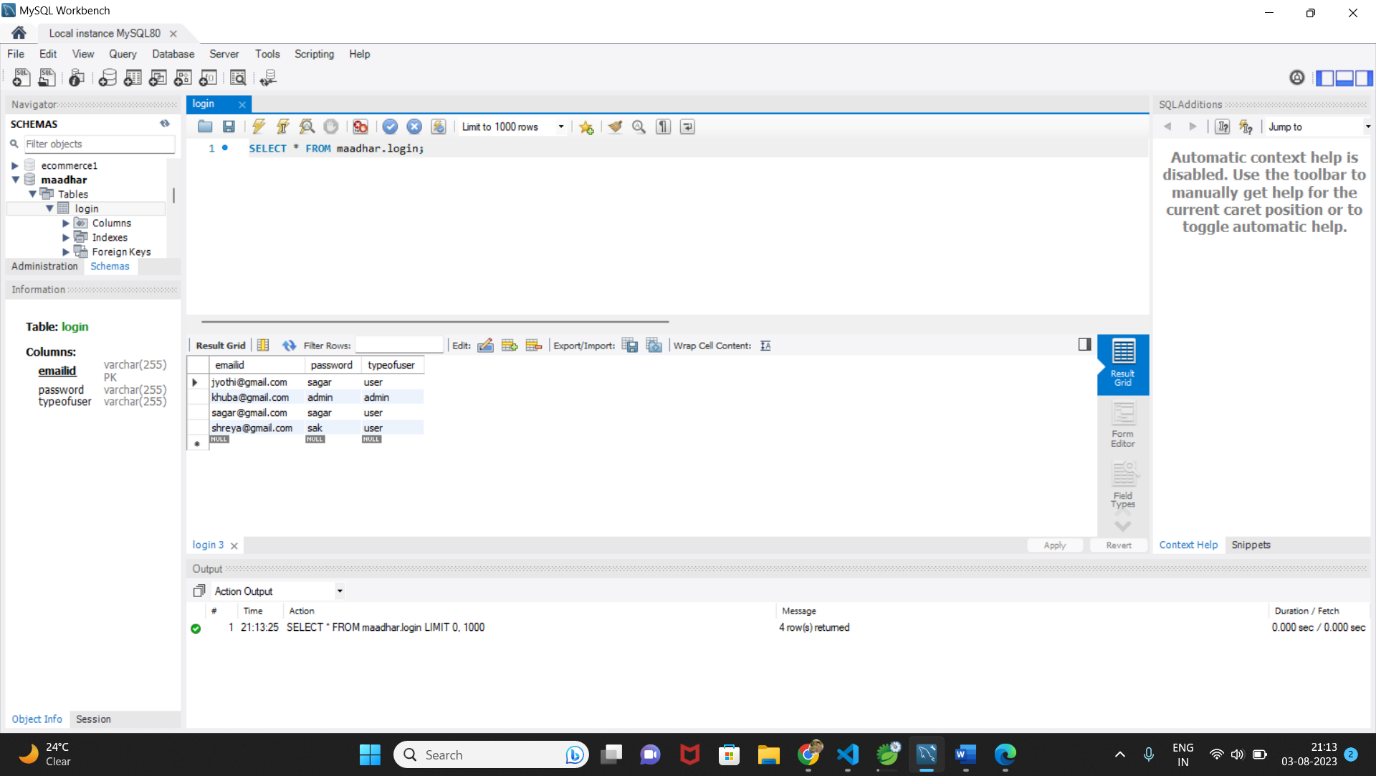 MySQL Workbench
Local instance MySQL80
File Edit View Query Database Server Tools Scripting Help
Navigator
SCHEMAS
Filter objects
ecommerce1
maadhar
Tables
login
Columns
Indexes
Foreign Keys
Administration Schemas
Information
Table: login
Columns:
emailid varchar(255) PK
password varchar(255)
typeofuser varchar(255)
Object Info Session
login
Limit to 1000 rows
1 SELECT * FROM maadhar.login;
Result Grid Filter Rows: Edit: Export/Import: Wrap Cell Content:
emailid password typeofuser
jyothi@gmail.com sagar user
khuba@gmail.com admin admin
sagar@gmail.com sagar user
shreya@gmail.com sak user
NULL NULL NULL
Result Grid
Form Editor
Field Types
login 3 Apply Revert
Output
Action Output
# Time Action Message Duration / Fetch
1 21:13:25 SELECT * FROM maadhar.login LIMIT 0, 1000 4 row(s) returned 0.000 sec / 0.000 sec
SQLAdditions
Jump to
Automatic context help is
disabled. Use the toolbar to
manually get help for the
current caret position or to
toggle automatic help.
Context Help Snippets
24°C
Clear
Search
ENG
IN
21:13
03-08-2023
2